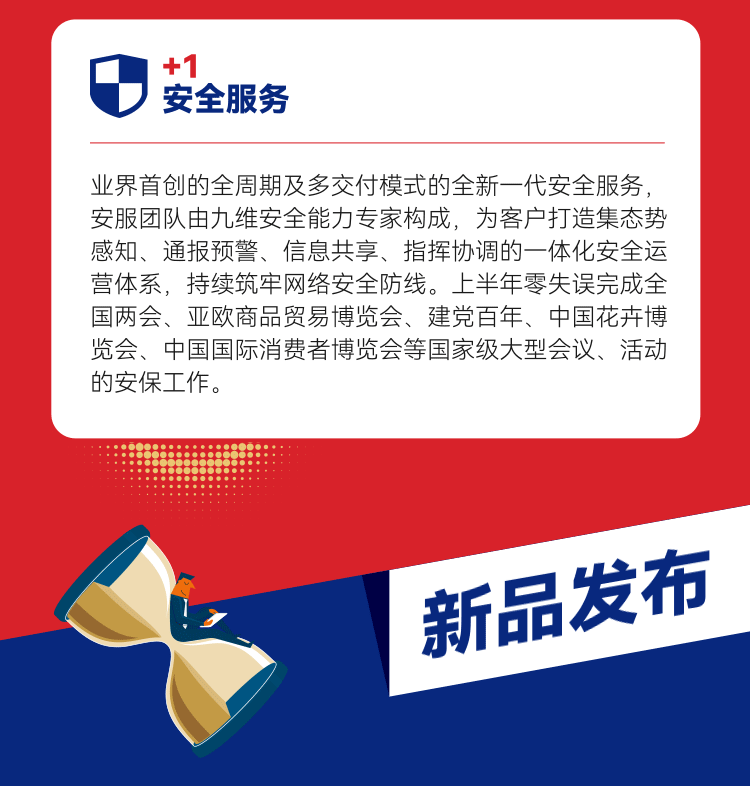 +1
安全服务
业界首创的全周期及多交付模式的全新一代安全服务，
安服团队由九维安全能力专家构成，为客户打造集态势
感知、通报预警、信息共享、指挥协调的一体化安全运
营体系，持续筑牢网络安全防线。上半年零失误完成全
国两会、亚欧商品贸易博览会、建党百年、中国花卉博
览会、中国国际消费者博览会等国家级大型会议、活动
的安保工作。
新品发布